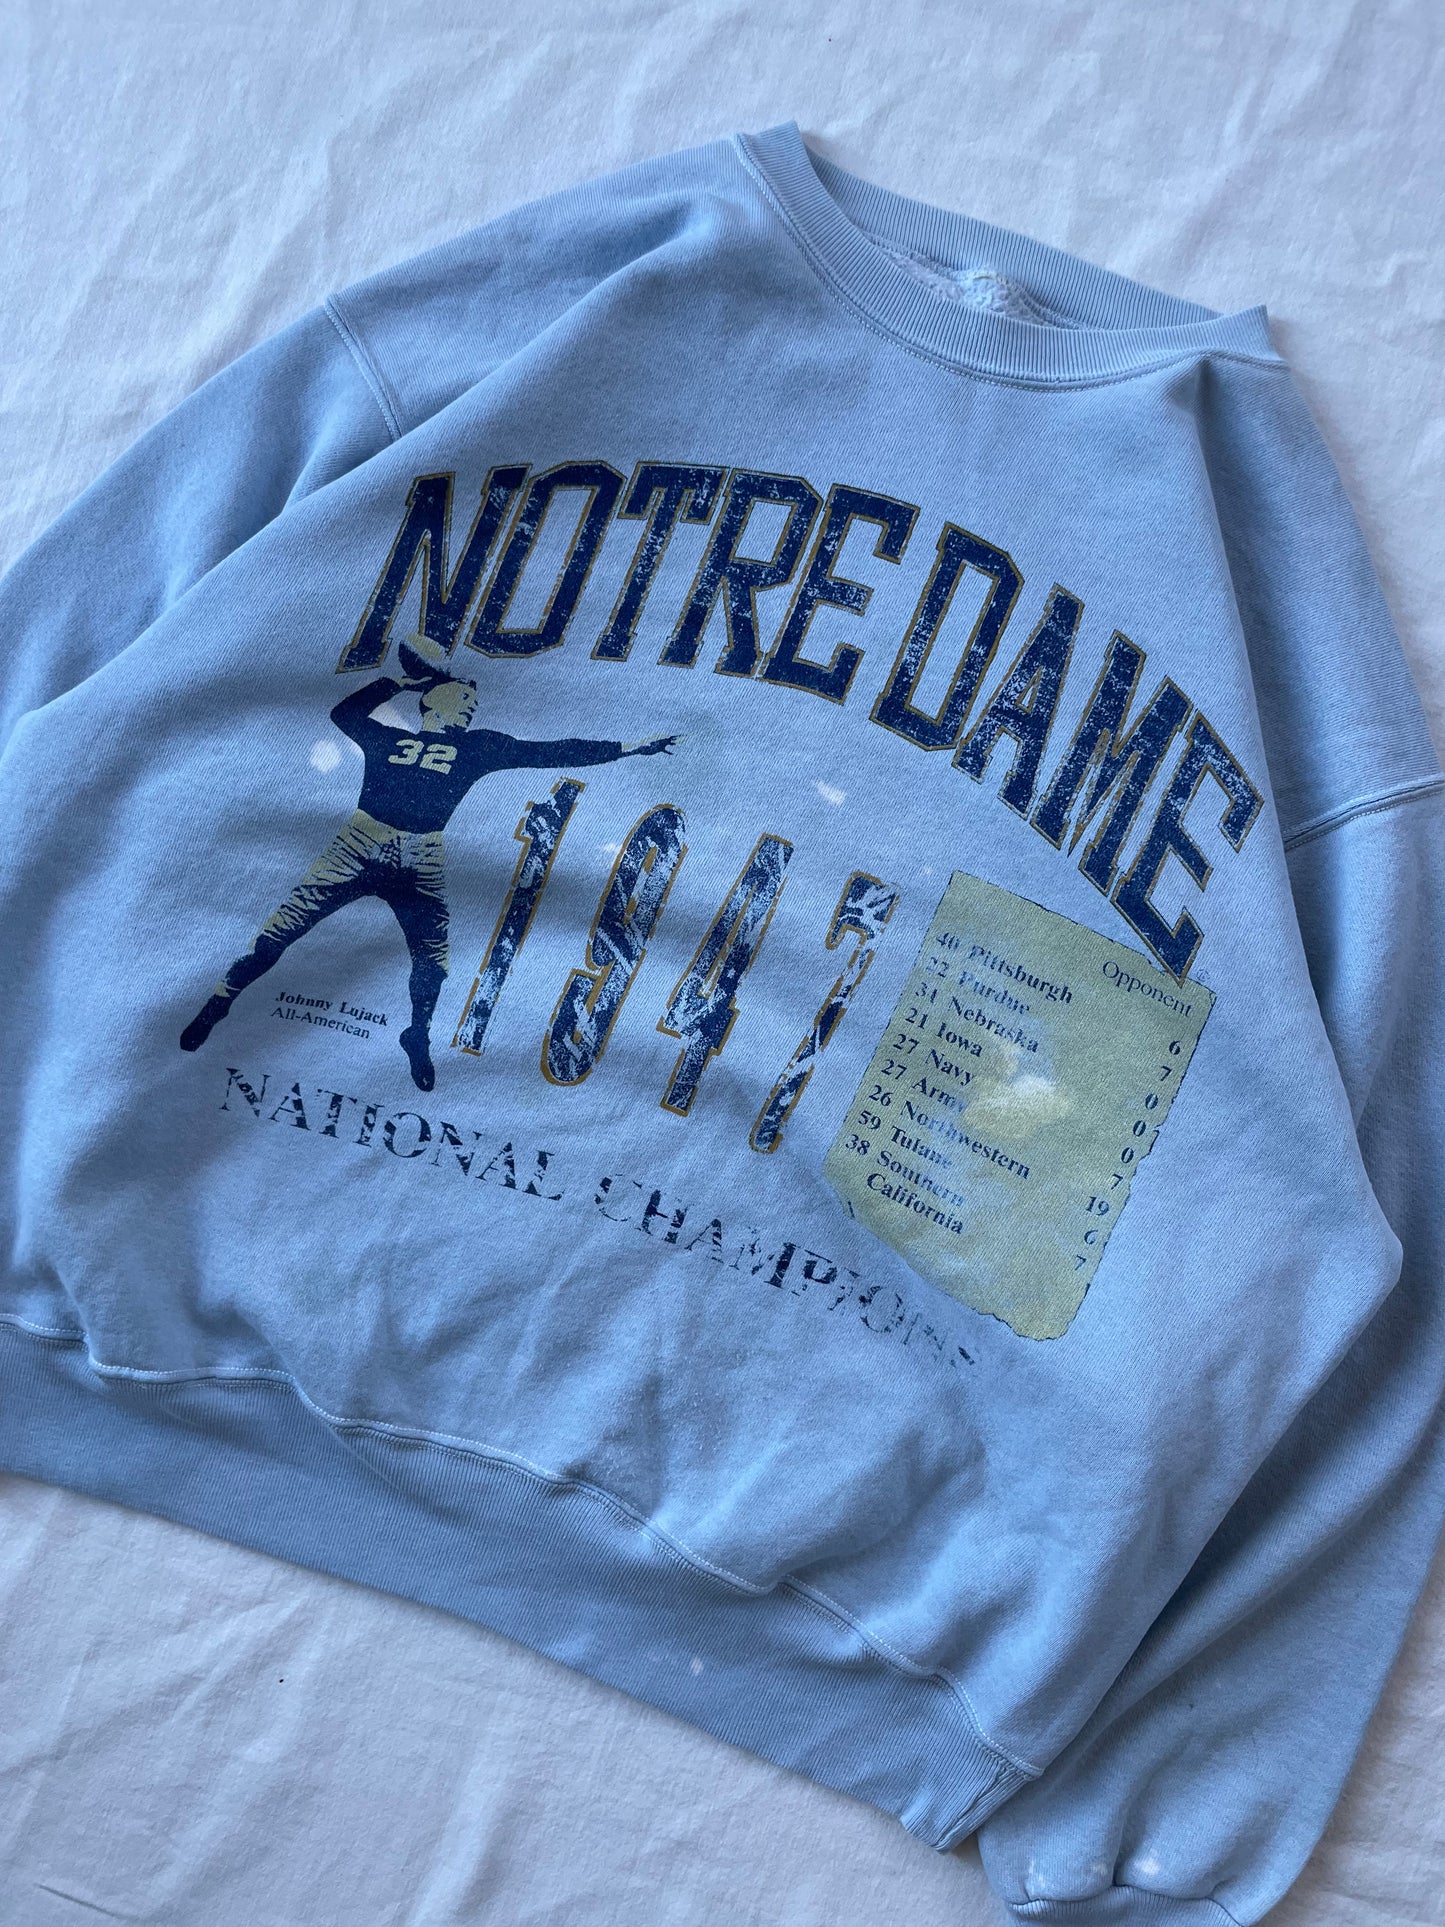 NOTRE DAME
32
1947
Johnny Lujack
All-American
NATIONAL CHAMPIONS
Opponent
40 Pittsburgh 6
22 Purdue 7
31 Nebraska 0
21 Iowa 0
27 Navy 0
27 Army 7
26 Northwestern 19
59 Tulane 6
38 Southern 7
California